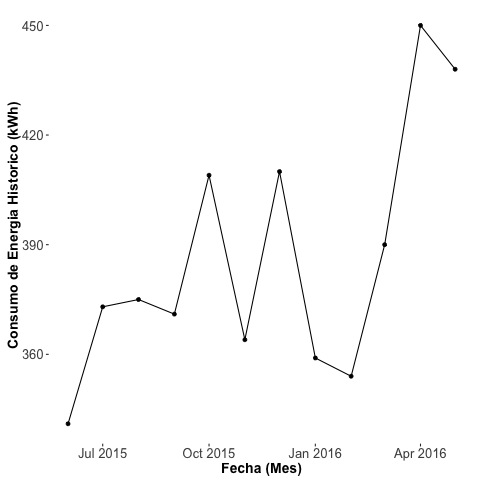 450
420
390
360
Consumo de Energia Historico (kWh)
Jul 2015
Oct 2015
Jan 2016
Apr 2016
Fecha (Mes)